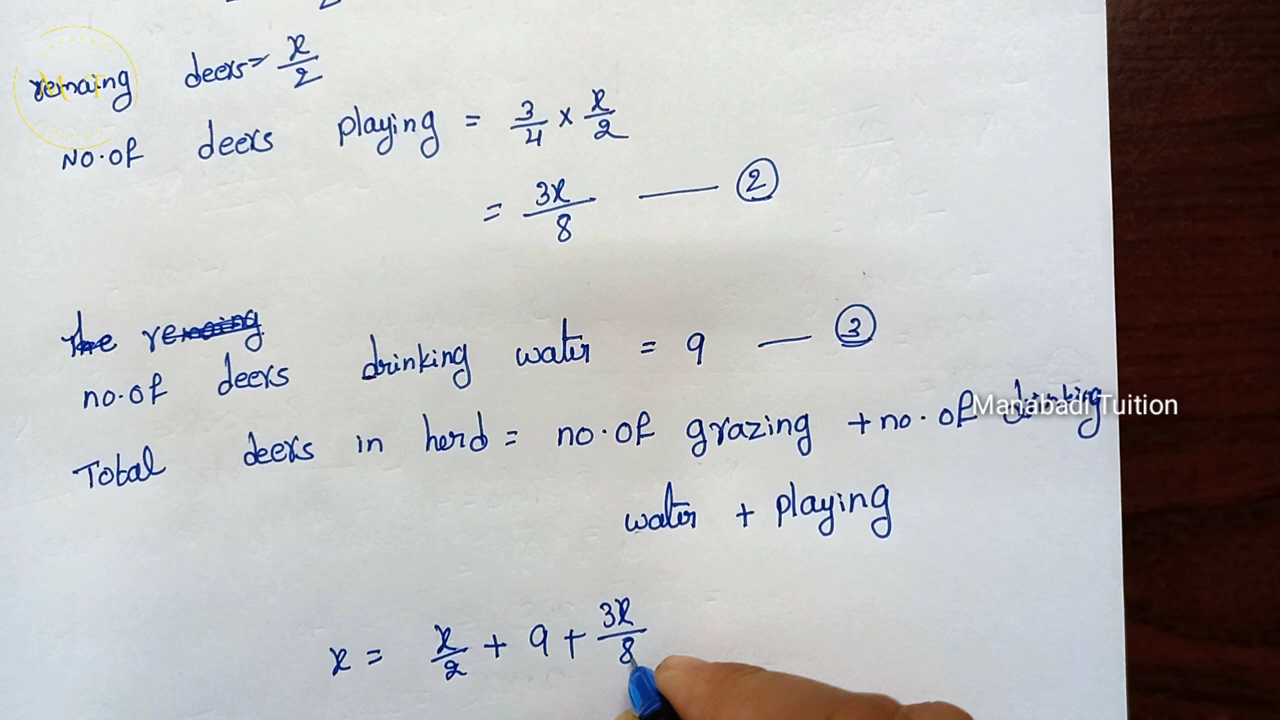 remaing deers = x/2
No.of deers playing = 3/4 × x/2
= 3x/8 —— ②
The remaing
no.of deers drinking water = 9 — ③
Total deers in herd = no.of grazing + no.of drinking
Manabadi Tuition
water + playing
x = x/2 + 9 + 3x/8